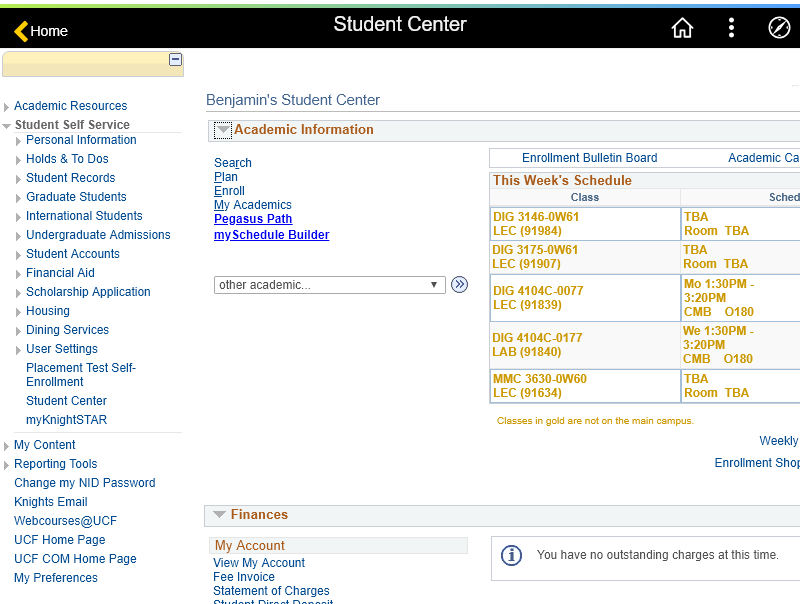 Home
Student Center
Academic Resources
Student Self Service
Personal Information
Holds & To Dos
Student Records
Graduate Students
International Students
Undergraduate Admissions
Student Accounts
Financial Aid
Scholarship Application
Housing
Dining Services
User Settings
Placement Test Self-
Enrollment
Student Center
myKnightSTAR
My Content
Reporting Tools
Change my NID Password
Knights Email
Webcourses@UCF
UCF Home Page
UCF COM Home Page
My Preferences
Benjamin's Student Center
Academic Information
Search
Plan
Enroll
My Academics
Pegasus Path
mySchedule Builder
other academic...
Enrollment Bulletin Board Academic Ca
This Week's Schedule
Class Sched
DIG 3146-0W61 TBA
LEC (91984) Room TBA
DIG 3175-0W61 TBA
LEC (91907) Room TBA
DIG 4104C-0077
LEC (91839)
Mo 1:30PM -
3:20PM
CMB O180
DIG 4104C-0177
LAB (91840)
We 1:30PM -
3:20PM
CMB O180
MMC 3630-0W60 TBA
LEC (91634) Room TBA
Classes in gold are not on the main campus.
Weekly
Enrollment Shop
Finances
My Account
View My Account
Fee Invoice
Statement of Charges
Student Direct Deposit
You have no outstanding charges at this time.